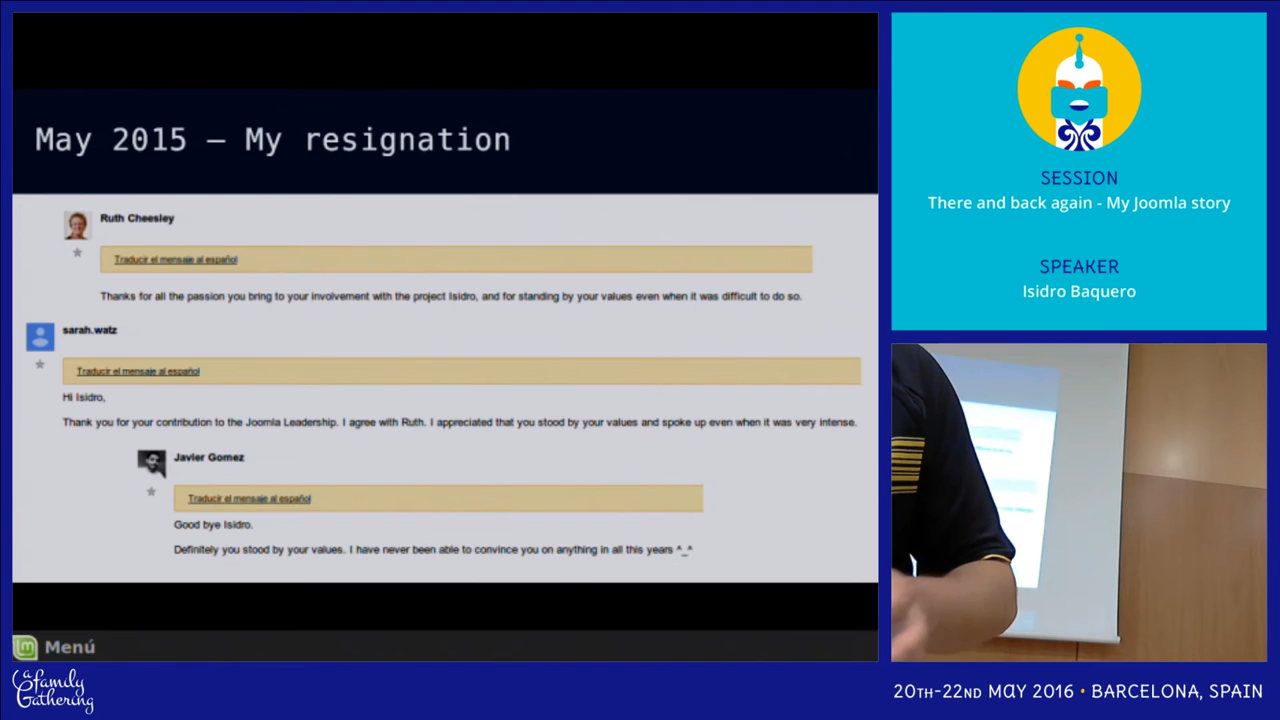 May 2015 – My resignation
Ruth Cheesley
Traducir el mensaje al español
Thanks for all the passion you bring to your involvement with the project Isidro, and for standing by your values even when it was difficult to do so.
sarah.watz
Traducir el mensaje al español
Hi Isidro,
Thank you for your contribution to the Joomla Leadership. I agree with Ruth. I appreciated that you stood by your values and spoke up even when it was very intense.
Javier Gomez
Traducir el mensaje al español
Good bye Isidro.
Definitely you stood by your values. I have never been able to convince you on anything in all this years ^_^
Menú
a family Gathering
SESSION
There and back again - My Joomla story
SPEAKER
Isidro Baquero
20TH-22ND MAY 2016 • BARCELONA, SPAIN